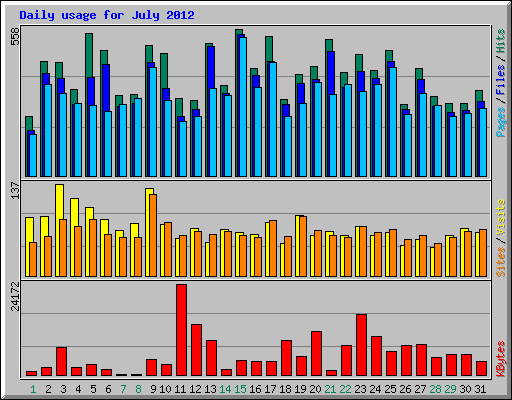 Daily usage for July 2012
558
Pages / Files / Hits
137
Sites / Visits
24172
KBytes
1 2 3 4 5 6 7 8 9 10 11 12 13 14 15 16 17 18 19 20 21 22 23 24 25 26 27 28 29 30 31